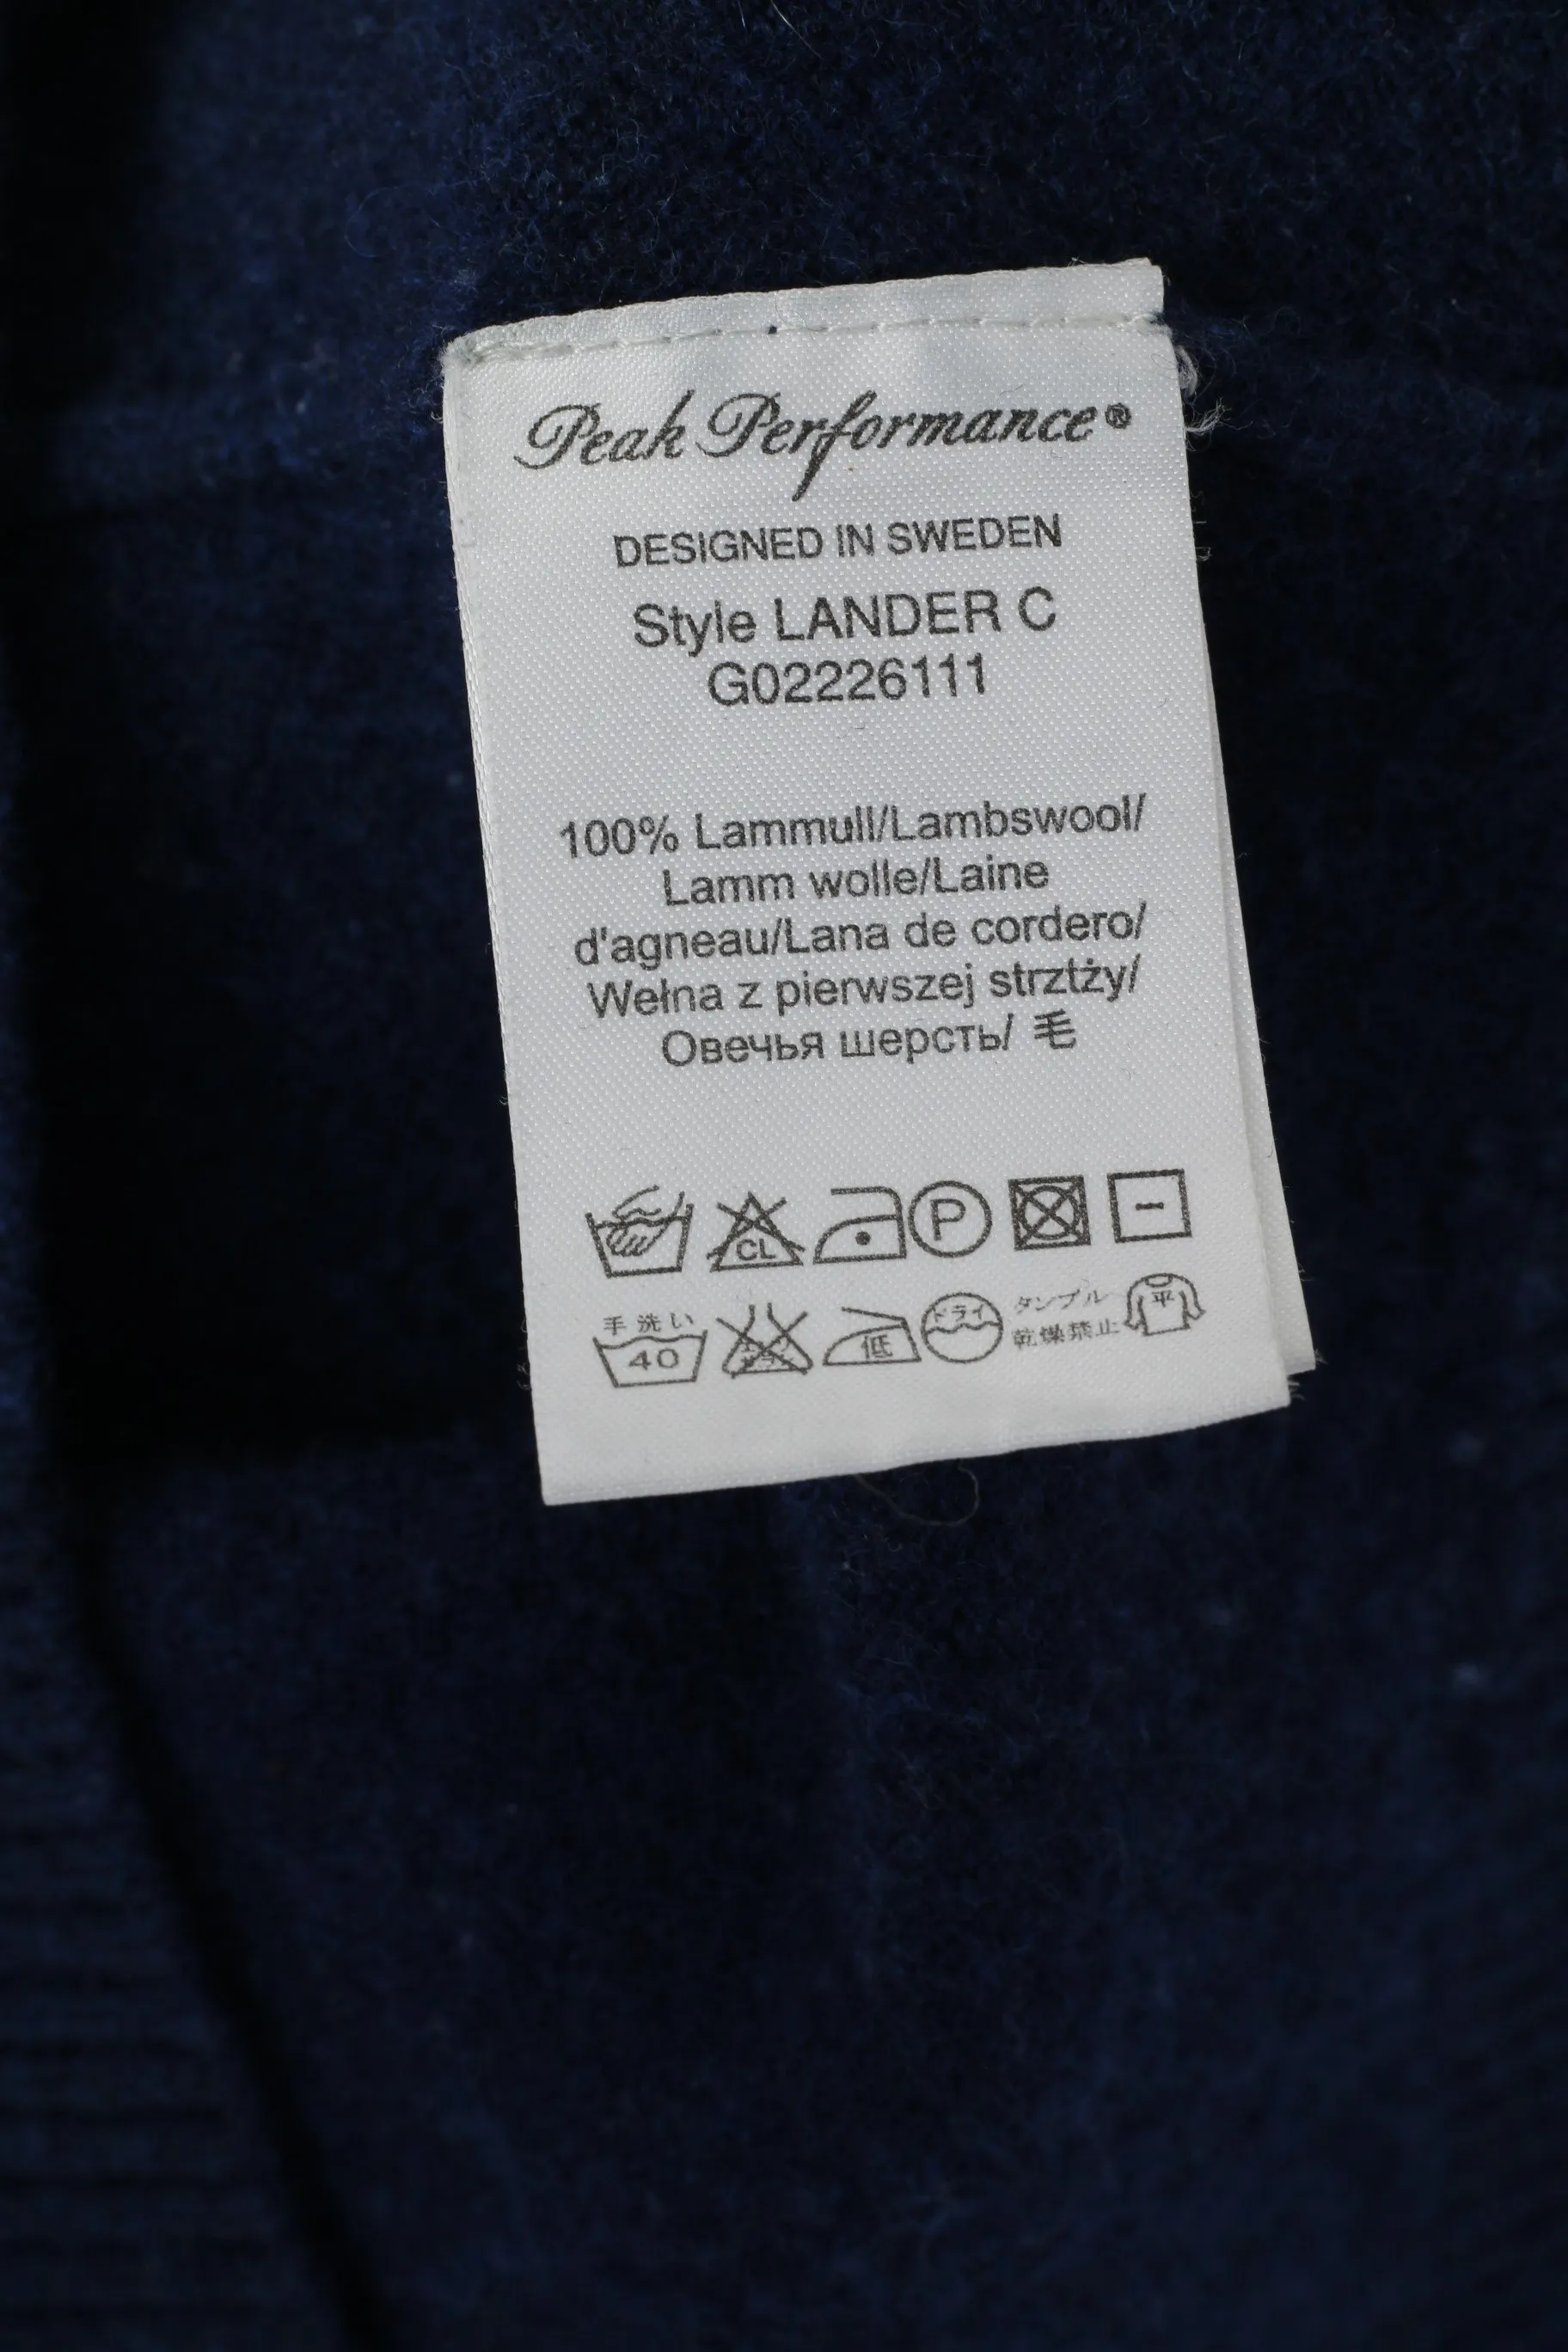 Peak Performance®
DESIGNED IN SWEDEN
Style LANDER C
G02226111
100% Lammull/Lambswool/
Lamm wolle/Laine
d'agneau/Lana de cordero/
Wełna z pierwszej strztży/
Овечья шерсть/ 毛
CL P
手洗い ドライ タンブル 平
40 低 乾燥禁止